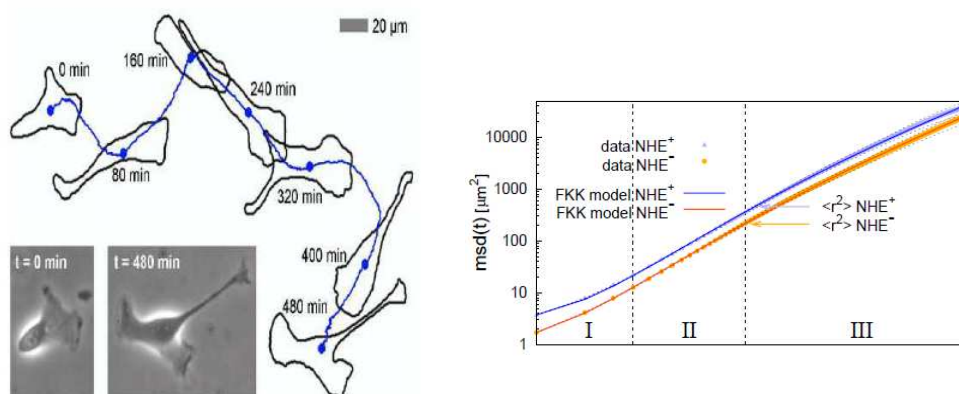 20 µm
0 min
160 min
240 min
80 min
320 min
400 min
480 min
t = 0 min
t = 480 min
msd(t) [µm²]
10000
1000
100
10
1
data NHE⁺
data NHE⁻
FKK model NHE⁺
FKK model NHE⁻
<r²> NHE⁺
<r²> NHE⁻
I
II
III